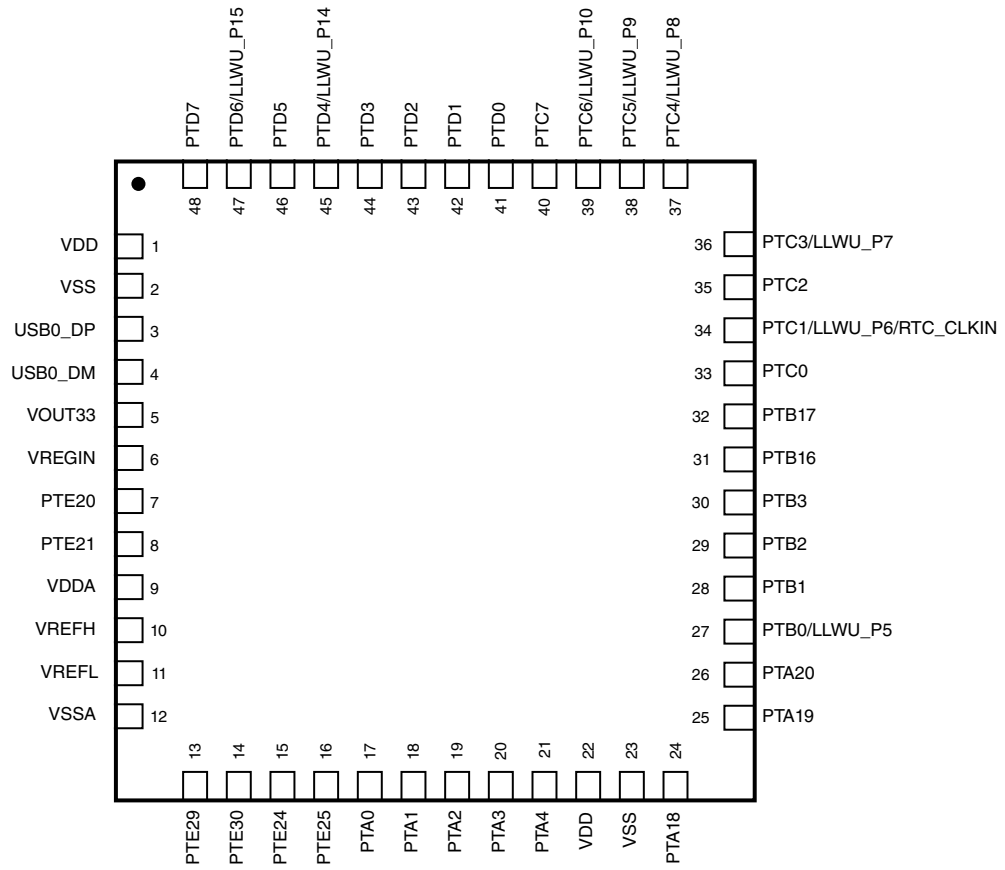 PTD7
PTD6/LLWU_P15
PTD5
PTD4/LLWU_P14
PTD3
PTD2
PTD1
PTD0
PTC7
PTC6/LLWU_P10
PTC5/LLWU_P9
PTC4/LLWU_P8
48
47
46
45
44
43
42
41
40
39
38
37
VDD 1
VSS 2
USB0_DP 3
USB0_DM 4
VOUT33 5
VREGIN 6
PTE20 7
PTE21 8
VDDA 9
VREFH 10
VREFL 11
VSSA 12
36 PTC3/LLWU_P7
35 PTC2
34 PTC1/LLWU_P6/RTC_CLKIN
33 PTC0
32 PTB17
31 PTB16
30 PTB3
29 PTB2
28 PTB1
27 PTB0/LLWU_P5
26 PTA20
25 PTA19
13
14
15
16
17
18
19
20
21
22
23
24
PTE29
PTE30
PTE24
PTE25
PTA0
PTA1
PTA2
PTA3
PTA4
VDD
VSS
PTA18